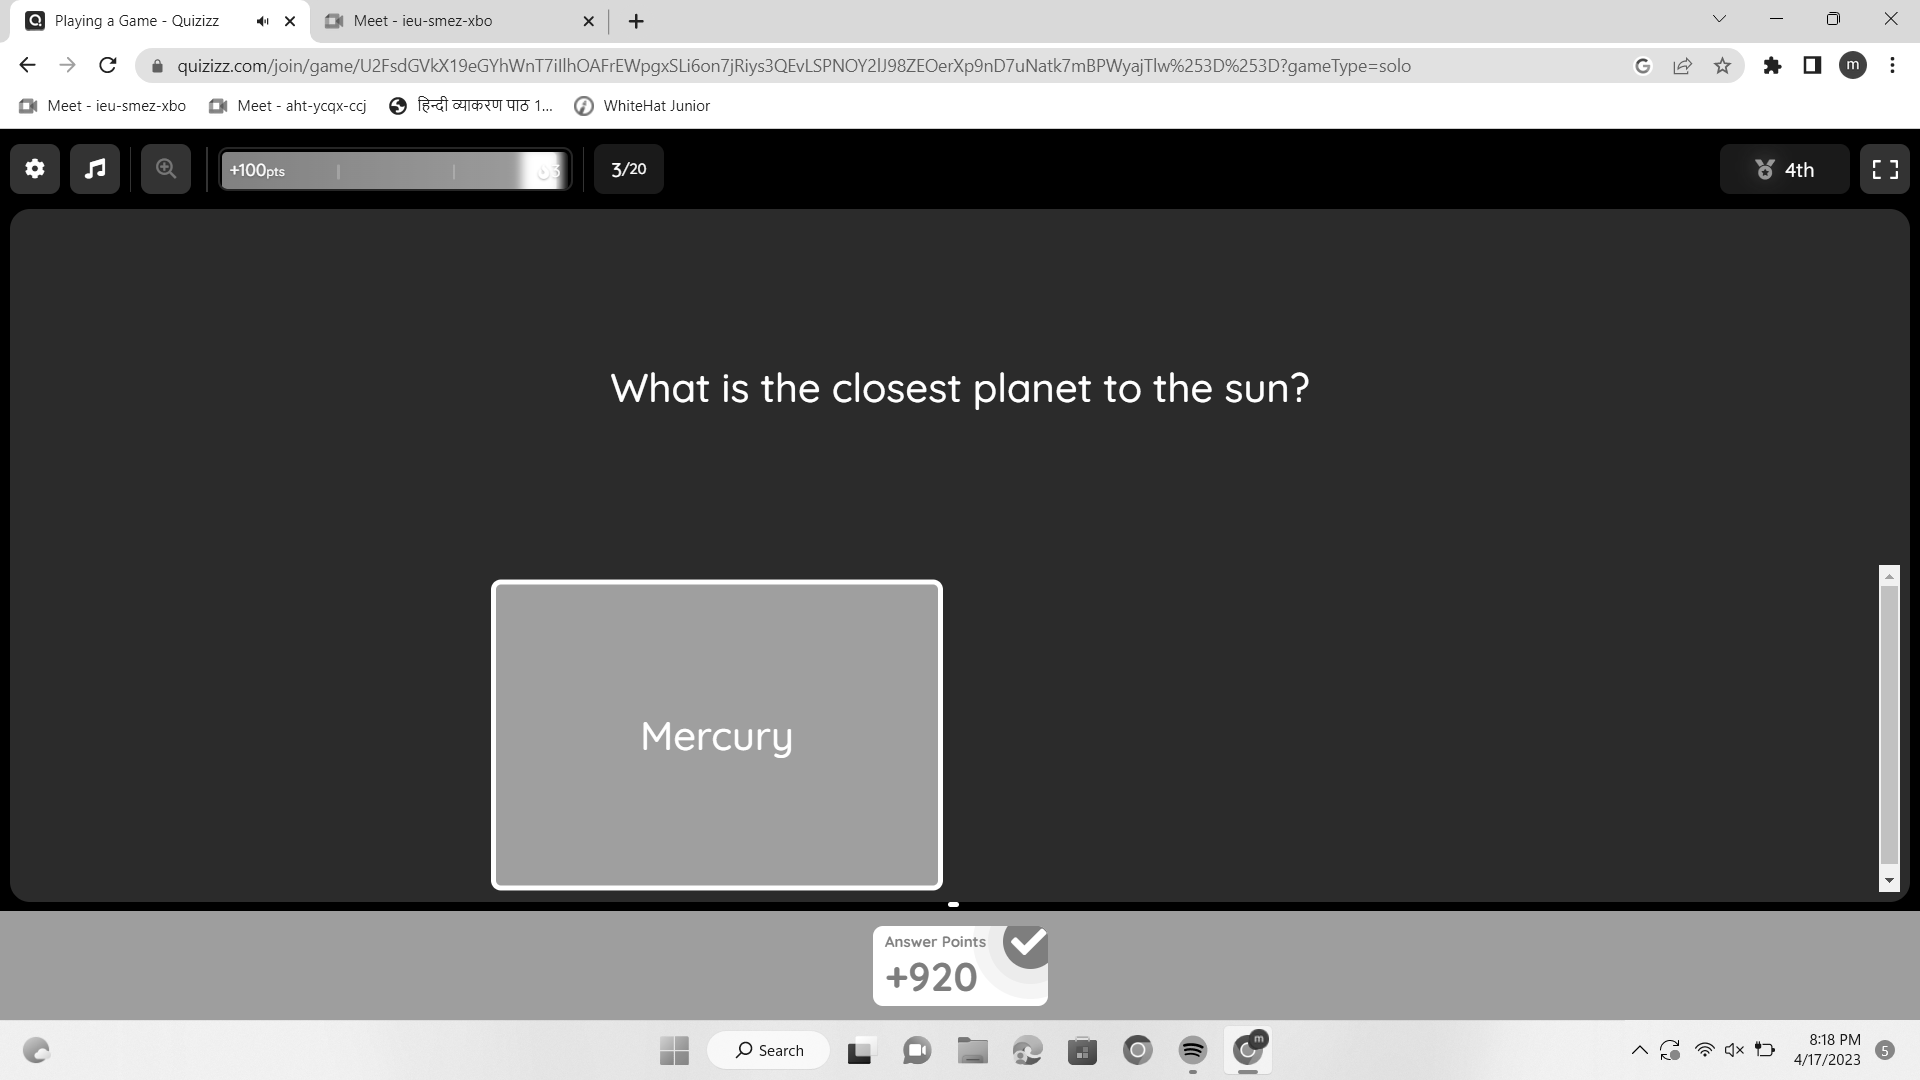 Playing a Game - Quizizz
Meet - ieu-smez-xbo
quizizz.com/join/game/U2FsdGVkX19eGYhWnT7iIlhOAFrEWpgxSLi6on7jRiys3QEvLSPNOY2lJ98ZEOerXp9nD7uNatk7mBPWyajTlw%253D%253D?gameType=solo
m
Meet - ieu-smez-xbo
Meet - aht-ycqx-ccj
हिन्दी व्याकरण पाठ 1...
WhiteHat Junior
+100pts
3/20
4th
What is the closest planet to the sun?
Mercury
Answer Points
+920
Search
m
8:18 PM
4/17/2023
5